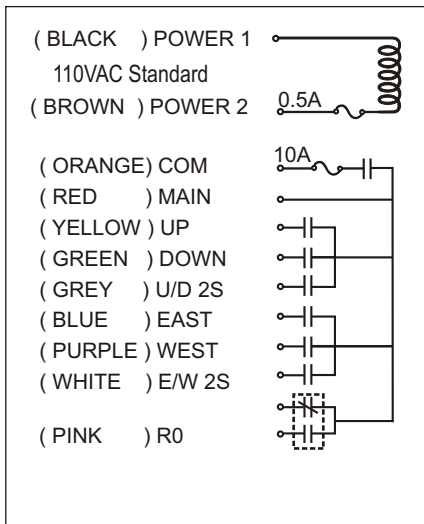 ( BLACK ) POWER 1
110VAC Standard
( BROWN ) POWER 2 0.5A
( ORANGE) COM 10A
( RED ) MAIN
( YELLOW ) UP
( GREEN ) DOWN
( GREY ) U/D 2S
( BLUE ) EAST
( PURPLE ) WEST
( WHITE ) E/W 2S
( PINK ) R0